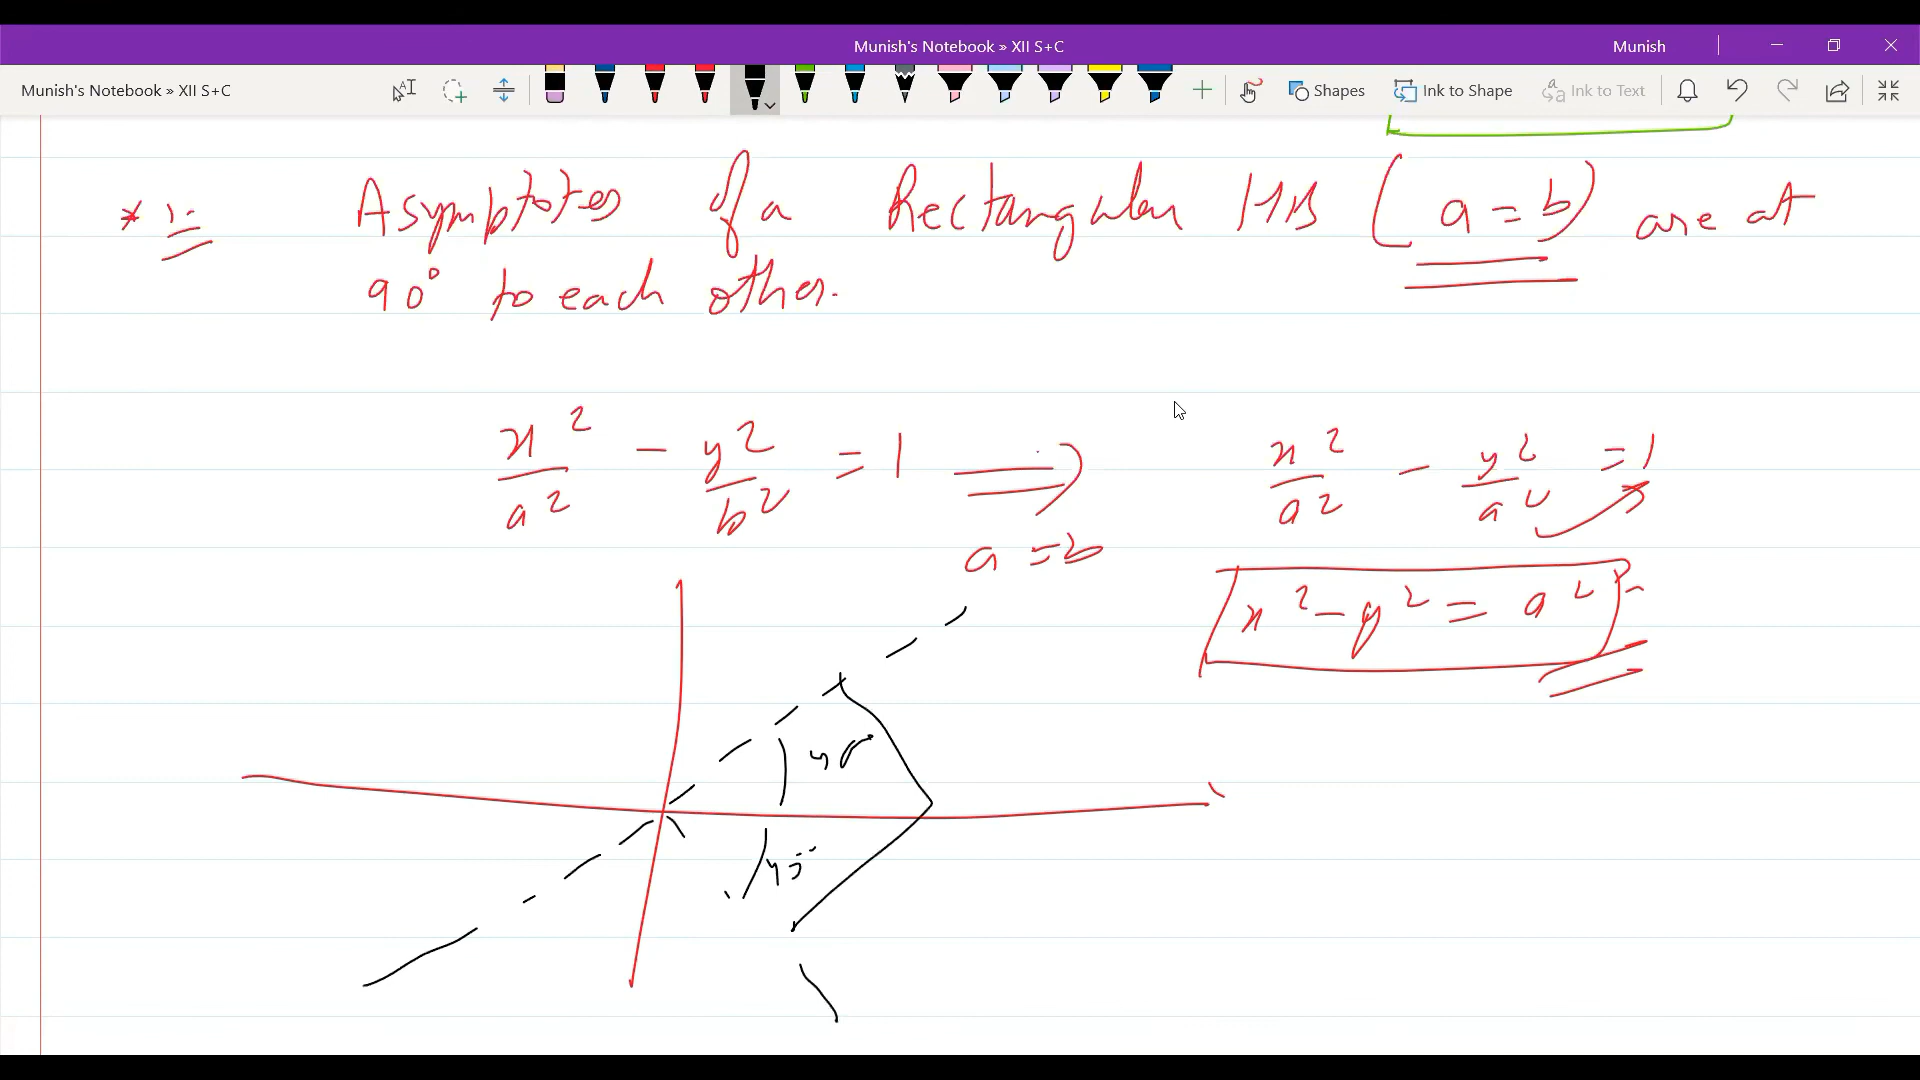 Munish's Notebook » XII S+C
Munish
Munish's Notebook » XII S+C
Shapes
Ink to Shape
Ink to Text
* 1:- Asymptotes of a Rectangular HB (a = b) are at
90° to each other.
x²/a² - y²/b² = 1 ⟹ x²/a² - y²/a² = 1
a = b
x² - y² = a²
45°
45°